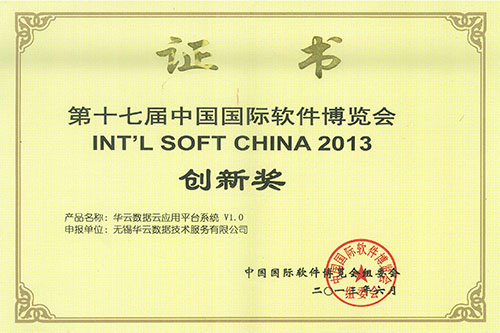 证 书
第十七届中国国际软件博览会
INT'L SOFT CHINA 2013
创新奖
产品名称：华云数据云应用平台系统 V1.0
申报单位：无锡华云数据技术服务有限公司
中国国际软件博览会组委会
二〇一三年六月
中国国际软件博览会
组委会